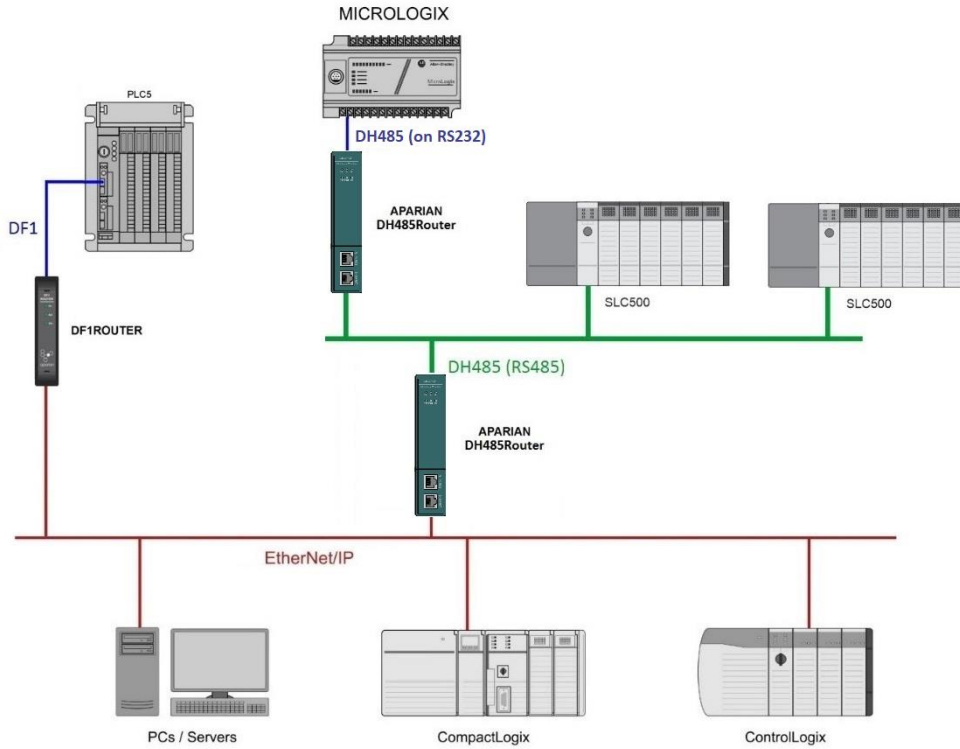 MICROLOGIX
PLC5
DH485 (on RS232)
APARIAN
DH485Router
DF1
SLC500
SLC500
DF1ROUTER
DH485 (RS485)
APARIAN
DH485Router
EtherNet/IP
PCs / Servers
CompactLogix
ControlLogix